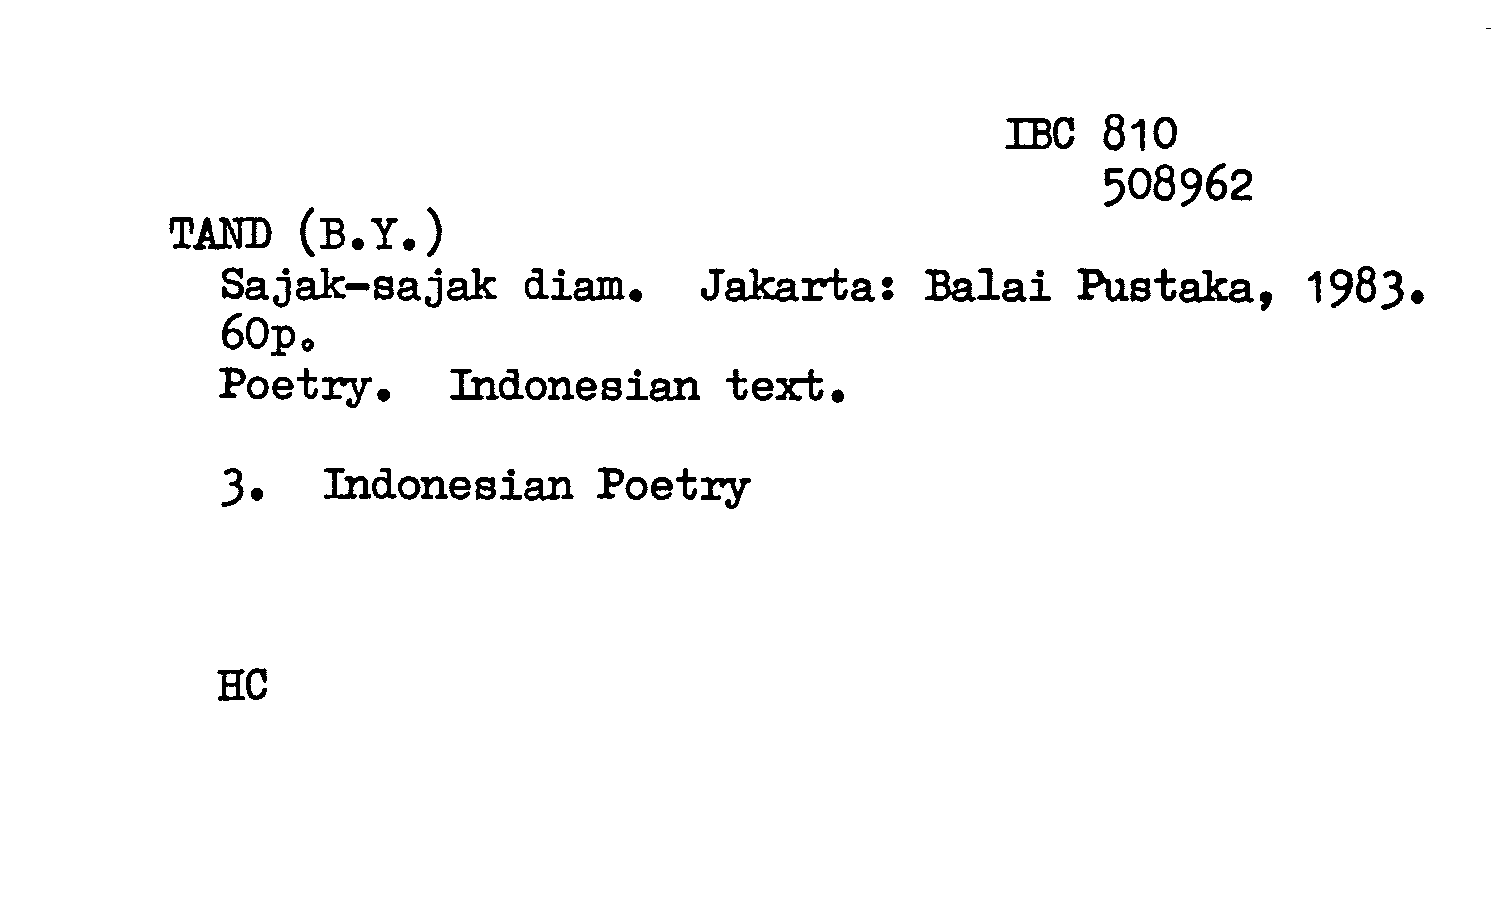 IBC 810
508962
TAND (B.Y.)
Sajak-sajak diam. Jakarta: Balai Pustaka, 1983.
60p.
Poetry. Indonesian text.
3. Indonesian Poetry
HC